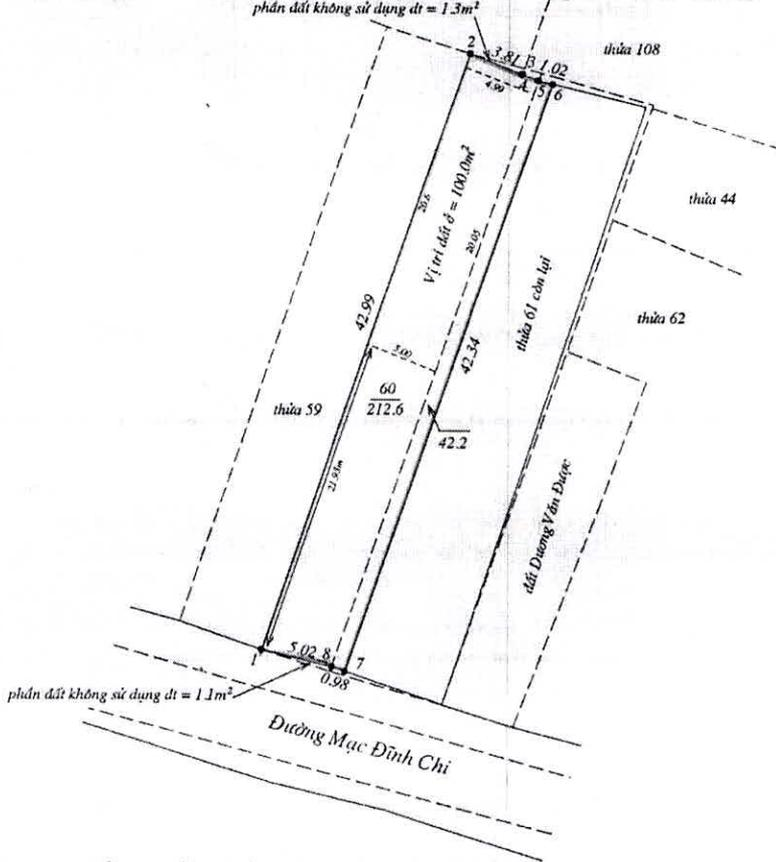 phần đất không sử dụng dt = 1.3m²
thửa 108
2
3.81
3
1.02
4
5
6
4.90
thửa 44
Vị trí đất ở = 100.0m²
20.6
20.05
thửa 61 còn lại
thửa 62
42.99
42.34
5.00
60
212.6
thửa 59
42.2
21.93m
đất Dương Văn Được
1
5.02
8
7
0.98
phần đất không sử dụng dt = 1.1m²
Đường Mạc Đĩnh Chi